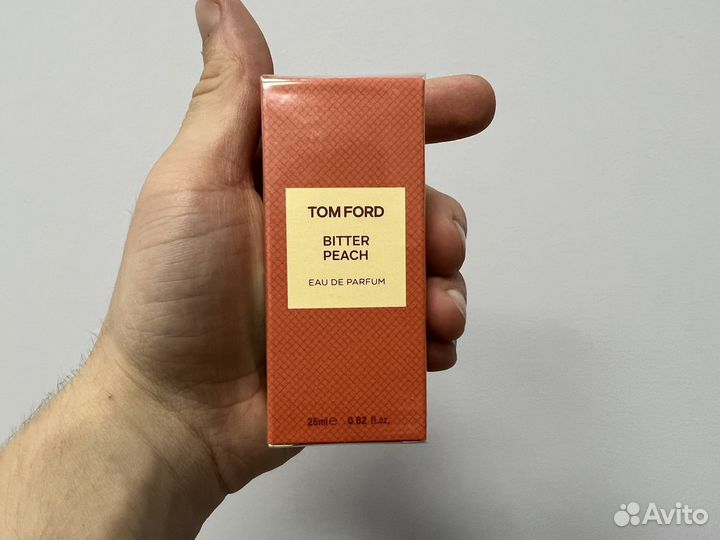 TOM FORD
BITTER
PEACH
EAU DE PARFUM
25ml℮ 0.82 fl.oz.
Avito